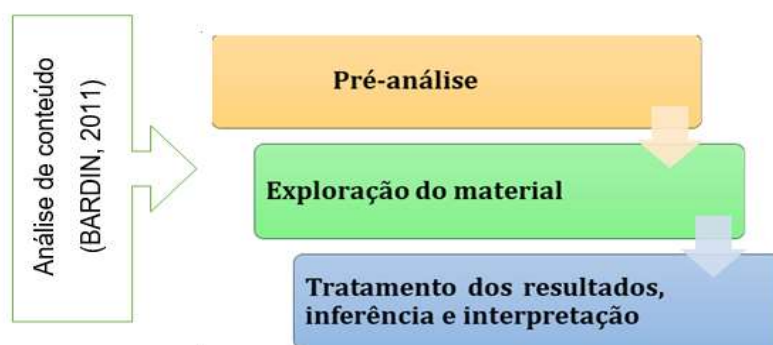 Análise de conteúdo
(BARDIN, 2011)
Pré-análise
Exploração do material
Tratamento dos resultados,
inferência e interpretação